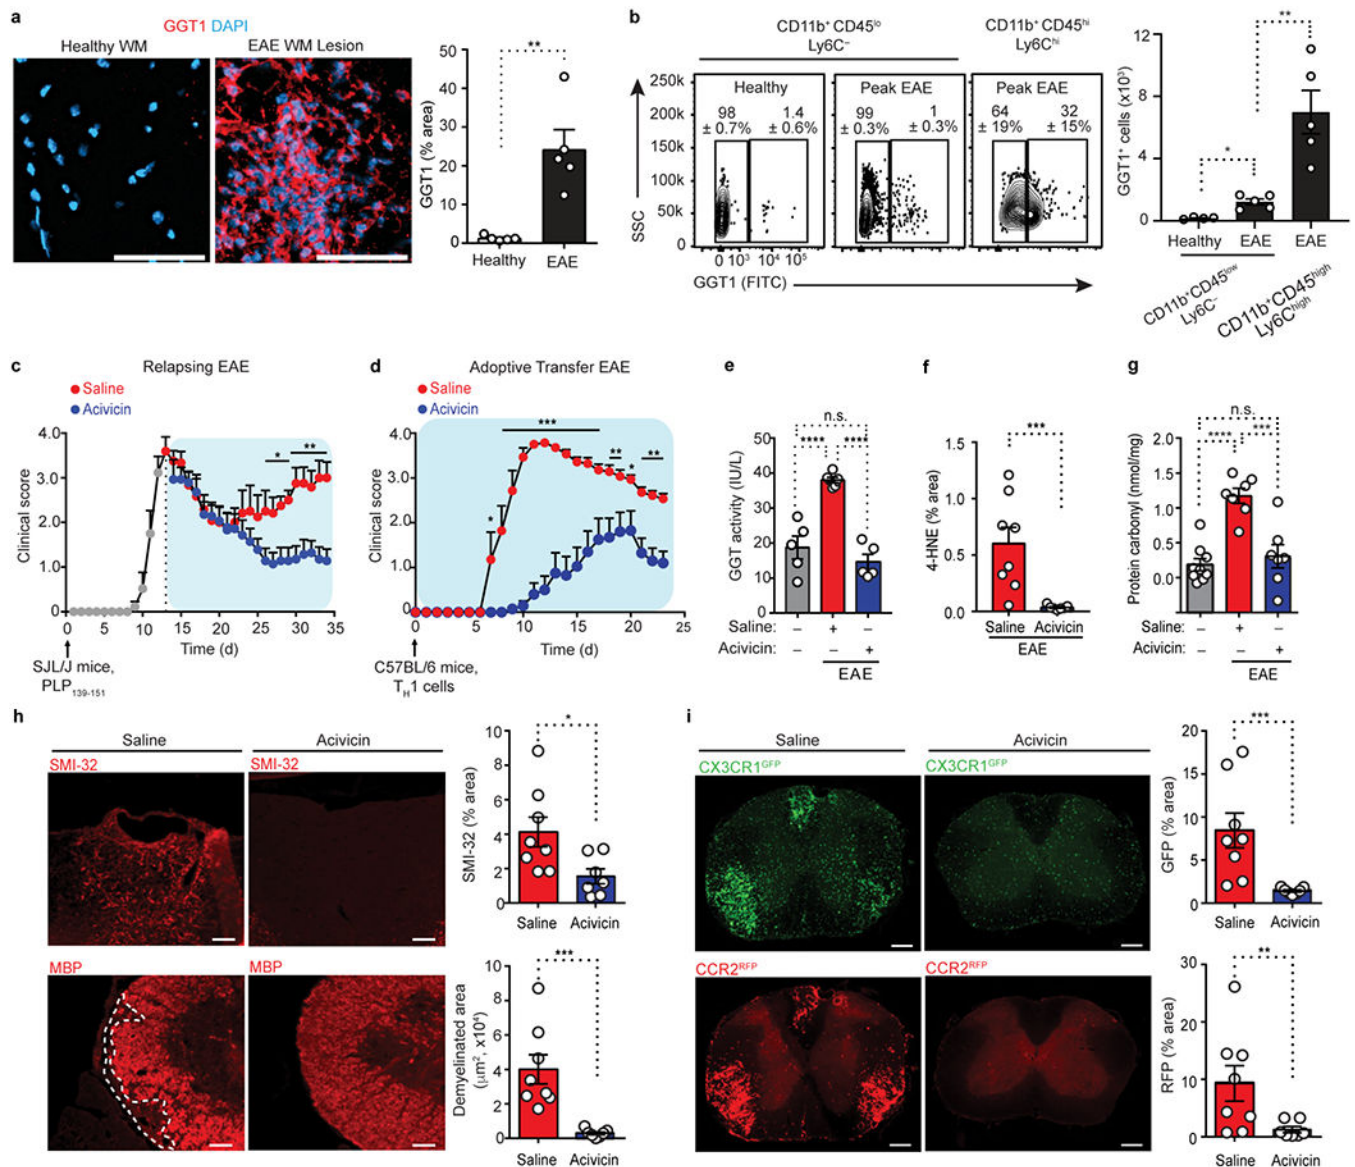 a
GGT1 DAPI
Healthy WM
EAE WM Lesion
GGT1 (% area)
50
40
30
20
10
0
**
Healthy
EAE
b
CD11b⁺ CD45ˡᵒ
Ly6C⁻
CD11b⁺ CD45ʰⁱ
Ly6Cʰⁱ
SSC
250k
200k
150k
100k
50k
0
Healthy
98
± 0.7%
1.4
± 0.6%
Peak EAE
99
± 0.3%
1
± 0.3%
Peak EAE
64
± 19%
32
± 15%
0 10³ 10⁴ 10⁵
GGT1 (FITC)
GGT1⁺ cells (x10³)
12
8
4
0
*
**
Healthy
EAE
EAE
CD11b⁺CD45ˡᵒʷ
Ly6C⁻
CD11b⁺CD45ʰⁱᵍʰ
Ly6Cʰⁱᵍʰ
c
Relapsing EAE
Saline
Acivicin
Clinical score
4.0
3.0
2.0
1.0
0
*
**
0 5 10 15 20 25 30 35
Time (d)
SJL/J mice,
PLP₁₃₉₋₁₅₁
d
Adoptive Transfer EAE
Saline
Acivicin
Clinical score
4.0
3.0
2.0
1.0
0
*
***
**
*
**
0 5 10 15 20 25
Time (d)
C57BL/6 mice,
T_H1 cells
e
GGT activity (IU/L)
50
40
30
20
10
0
n.s.
**** ****
Saline: – + –
Acivicin: – – +
EAE
f
4-HNE (% area)
1.5
1.0
0.5
0.0
***
Saline Acivicin
EAE
g
Protein carbonyl (nmol/mg)
2.0
1.5
1.0
0.5
0.0
n.s.
**** ***
Saline: – + –
Acivicin: – – +
EAE
h
Saline
Acivicin
SMI-32
SMI-32
MBP
MBP
SMI-32 (% area)
10
8
6
4
2
0
*
Saline Acivicin
Demyelinated area
(μm², x10⁴)
10
8
6
4
2
0
***
Saline Acivicin
i
Saline
Acivicin
CX3CR1ᴳᶠᴾ
CX3CR1ᴳᶠᴾ
CCR2ᴿᶠᴾ
CCR2ᴿᶠᴾ
GFP (% area)
20
15
10
5
0
***
Saline Acivicin
RFP (% area)
30
20
10
0
**
Saline Acivicin